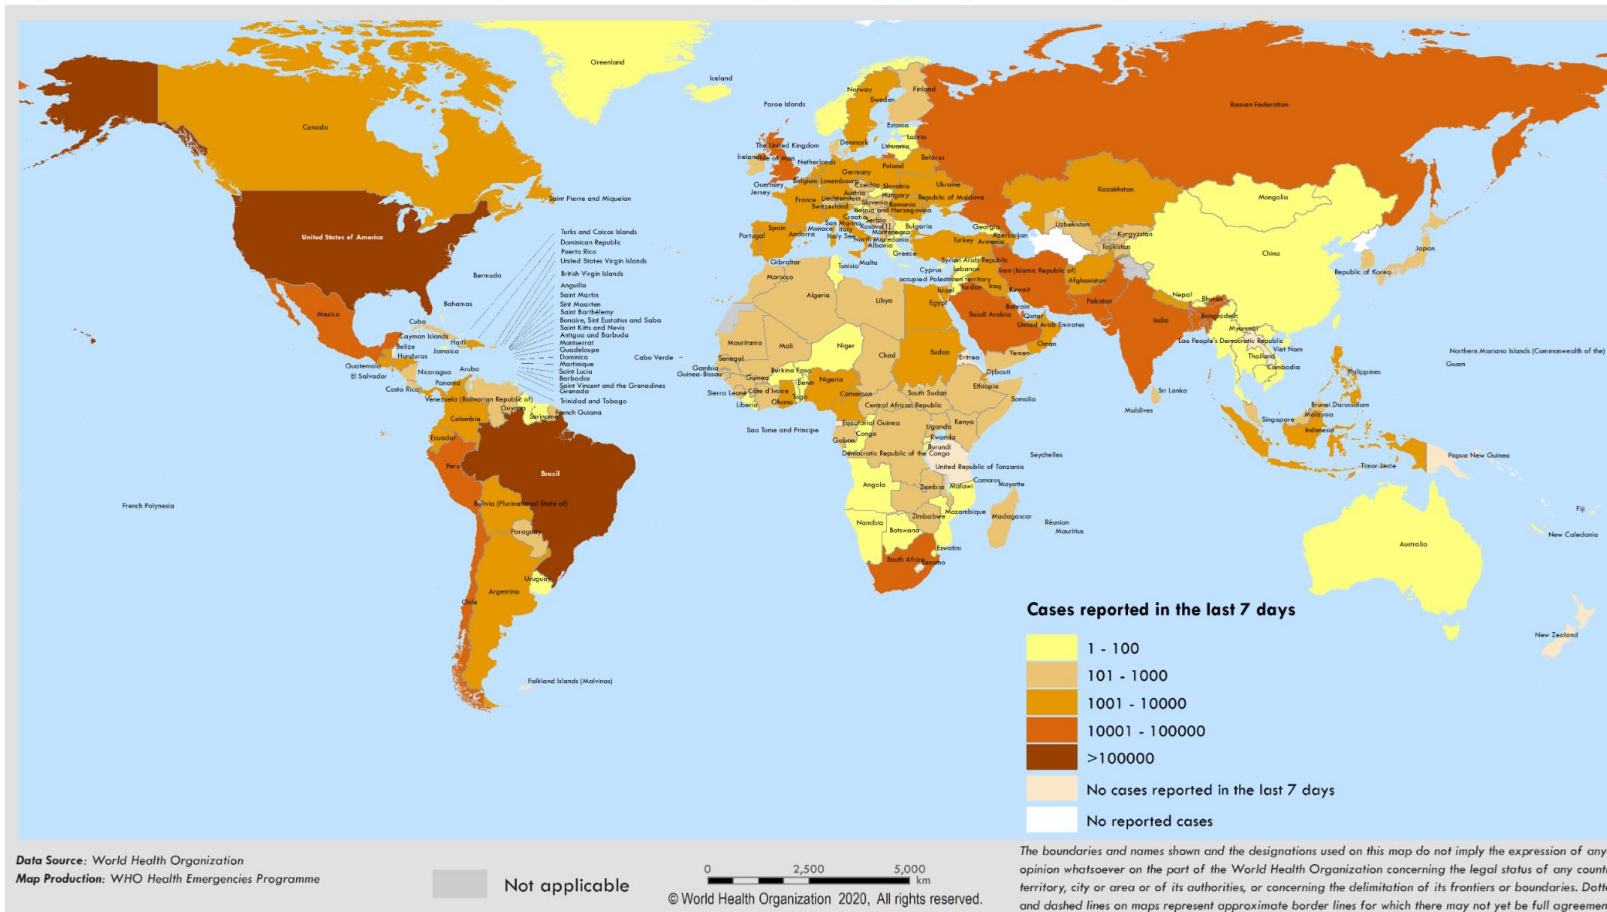 Greenland
Iceland
Faroe Islands
Norway
Sweden
Finland
Russian Federation
Canada
Estonia
Latvia
Lithuania
Denmark
The United Kingdom
Ireland
Isle of Man
Netherlands
Poland
Belarus
Germany
Guernsey
Jersey
Belgium
Luxembourg
Czechia
Slovakia
Ukraine
Kazakhstan
Mongolia
Saint Pierre and Miquelon
France
Liechtenstein
Austria
Hungary
Republic of Moldova
Switzerland
Slovenia
Romania
Croatia
Bosnia and Herzegovina
Serbia
United States of America
Portugal
Spain
Andorra
Monaco
San Marino
Italy
Holy See
Kosovo[1]
Montenegro
North Macedonia
Albania
Bulgaria
Georgia
Azerbaijan
Armenia
Turkey
Uzbekistan
Kyrgyzstan
Tajikistan
China
Japan
Republic of Korea
Turks and Caicos Islands
Dominican Republic
Puerto Rico
United States Virgin Islands
British Virgin Islands
Anguilla
Saint Martin
Sint Maarten
Saint Barthélemy
Bonaire, Sint Eustatius and Saba
Saint Kitts and Nevis
Antigua and Barbuda
Montserrat
Guadeloupe
Dominica
Martinique
Saint Lucia
Barbados
Saint Vincent and the Grenadines
Grenada
Trinidad and Tobago
Bermuda
Bahamas
Gibraltar
Tunisia
Malta
Greece
Cyprus
Syrian Arab Republic
Lebanon
occupied Palestinian territory
Israel
Jordan
Iraq
Iran (Islamic Republic of)
Kuwait
Afghanistan
Morocco
Algeria
Libya
Egypt
Saudi Arabia
Bahrain
Qatar
United Arab Emirates
Oman
Pakistan
India
Nepal
Bhutan
Bangladesh
Myanmar
Lao People's Democratic Republic
Viet Nam
Thailand
Cambodia
Philippines
Northern Mariana Islands (Commonwealth of the)
Guam
Mexico
Cuba
Cayman Islands
Belize
Haiti
Jamaica
Honduras
Guatemala
El Salvador
Nicaragua
Aruba
Costa Rica
Panama
Venezuela (Bolivarian Republic of)
Guyana
Suriname
French Guiana
Colombia
Ecuador
Peru
Brazil
Bolivia (Plurinational State of)
Paraguay
Uruguay
Argentina
Chile
Falkland Islands (Malvinas)
French Polynesia
Cabo Verde
Mauritania
Mali
Niger
Chad
Sudan
Eritrea
Yemen
Djibouti
Senegal
Gambia
Guinea-Bissau
Guinea
Sierra Leone
Liberia
Côte d'Ivoire
Burkina Faso
Ghana
Togo
Benin
Nigeria
Cameroon
Central African Republic
South Sudan
Ethiopia
Somalia
Sao Tome and Principe
Equatorial Guinea
Gabon
Congo
Democratic Republic of the Congo
Uganda
Kenya
Rwanda
Burundi
United Republic of Tanzania
Seychelles
Comoros
Mayotte
Angola
Zambia
Malawi
Mozambique
Zimbabwe
Namibia
Botswana
Madagascar
Réunion
Mauritius
Eswatini
South Africa
Lesotho
Sri Lanka
Maldives
Brunei Darussalam
Malaysia
Singapore
Indonesia
Timor-Leste
Papua New Guinea
Fiji
New Caledonia
Australia
New Zealand
Cases reported in the last 7 days
1 - 100
101 - 1000
1001 - 10000
10001 - 100000
>100000
No cases reported in the last 7 days
No reported cases
Data Source: World Health Organization
Map Production: WHO Health Emergencies Programme
Not applicable
0 2,500 5,000
km
© World Health Organization 2020, All rights reserved.
The boundaries and names shown and the designations used on this map do not imply the expression of any
opinion whatsoever on the part of the World Health Organization concerning the legal status of any count
territory, city or area or of its authorities, or concerning the delimitation of its frontiers or boundaries. Dott
and dashed lines on maps represent approximate border lines for which there may not yet be full agreemen